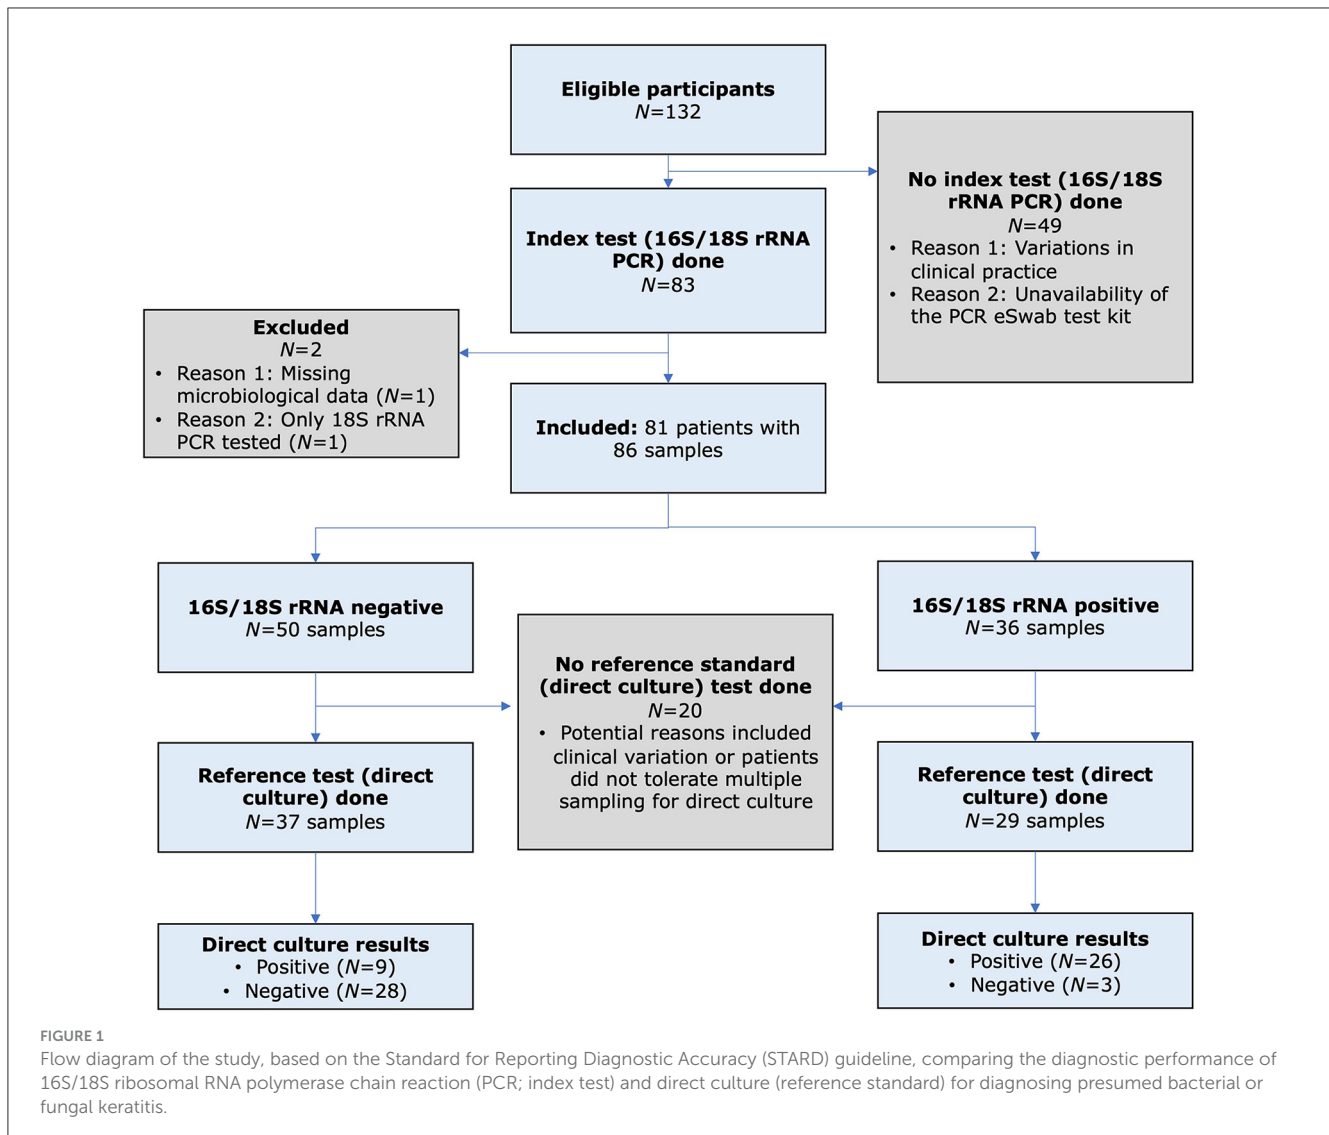 Eligible participants
N=132
No index test (16S/18S
rRNA PCR) done
N=49
• Reason 1: Variations in
clinical practice
• Reason 2: Unavailability of
the PCR eSwab test kit
Index test (16S/18S rRNA
PCR) done
N=83
Excluded
N=2
• Reason 1: Missing
microbiological data (N=1)
• Reason 2: Only 18S rRNA
PCR tested (N=1)
Included: 81 patients with
86 samples
16S/18S rRNA negative
N=50 samples
16S/18S rRNA positive
N=36 samples
No reference standard
(direct culture) test done
N=20
• Potential reasons included
clinical variation or patients
did not tolerate multiple
sampling for direct culture
Reference test (direct
culture) done
N=37 samples
Reference test (direct
culture) done
N=29 samples
Direct culture results
• Positive (N=9)
• Negative (N=28)
Direct culture results
• Positive (N=26)
• Negative (N=3)
FIGURE 1
Flow diagram of the study, based on the Standard for Reporting Diagnostic Accuracy (STARD) guideline, comparing the diagnostic performance of
16S/18S ribosomal RNA polymerase chain reaction (PCR; index test) and direct culture (reference standard) for diagnosing presumed bacterial or
fungal keratitis.